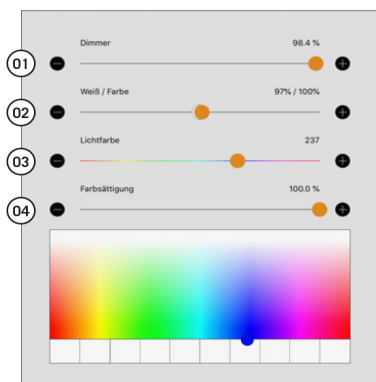 Dimmer 98.4 %
01
Weiß / Farbe 97% / 100%
02
Lichtfarbe 237
03
Farbsättigung 100.0 %
04